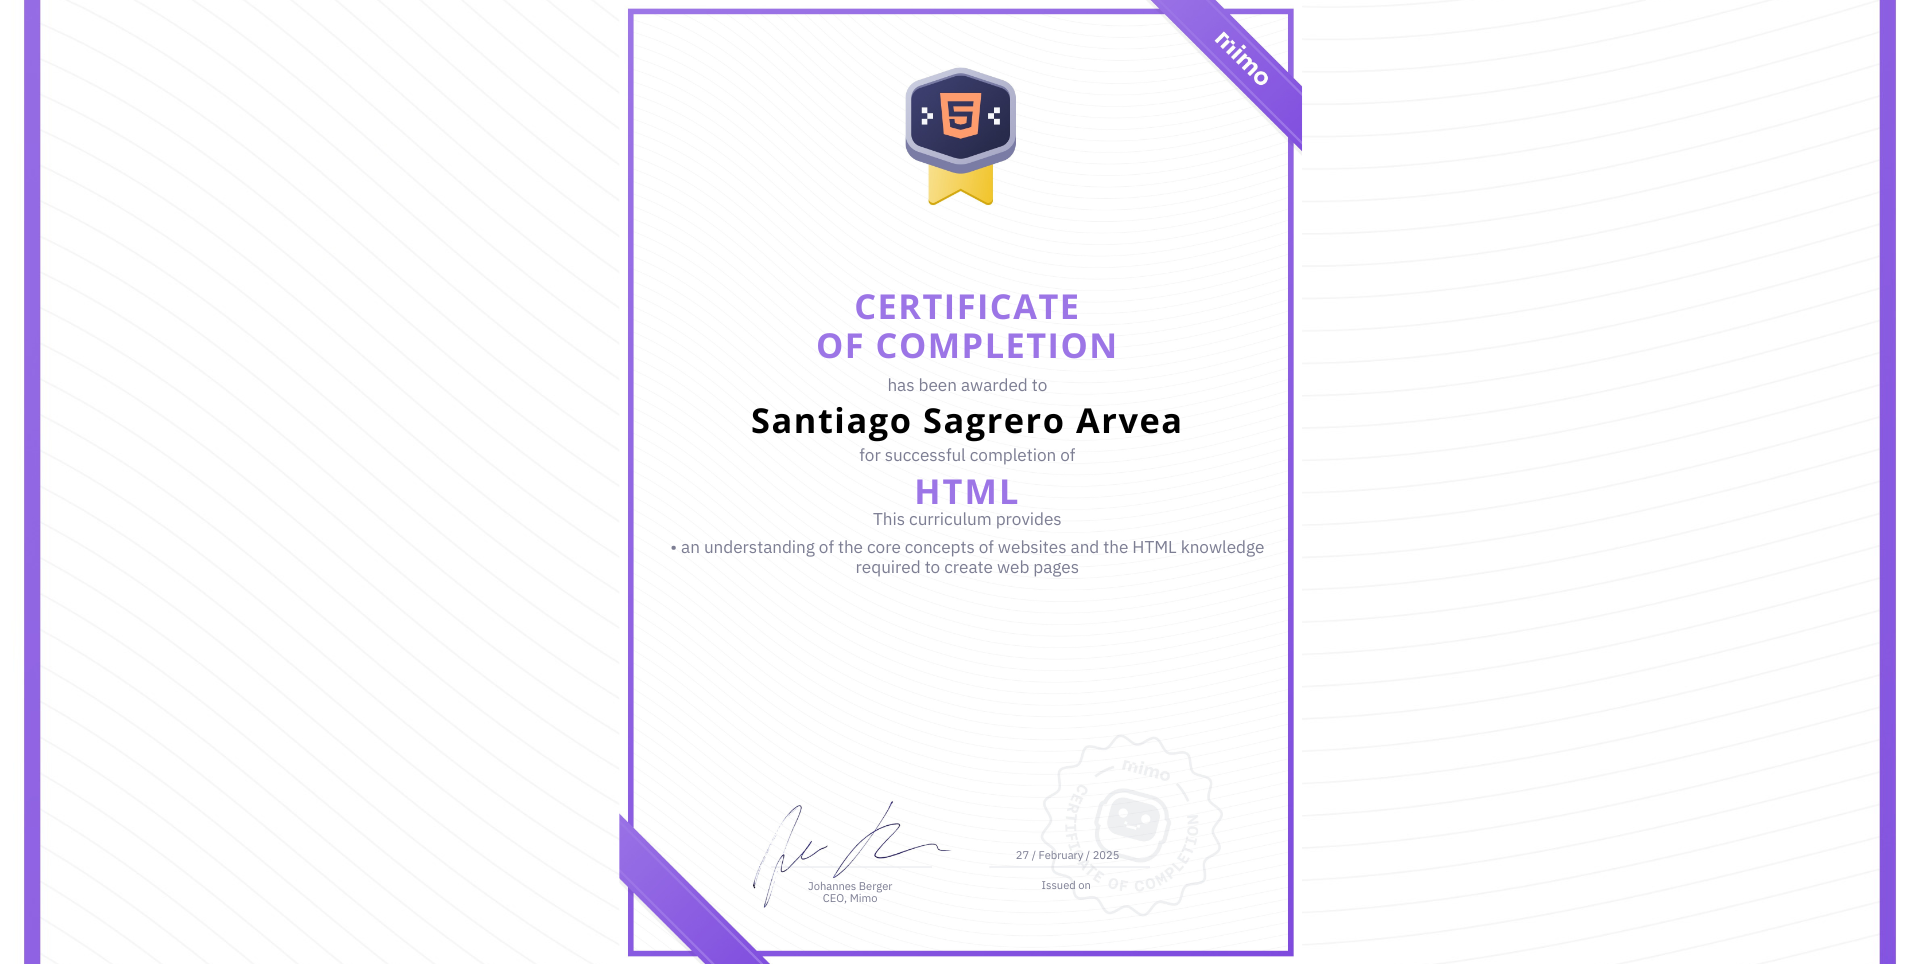 mimo
CERTIFICATE
OF COMPLETION
has been awarded to
Santiago Sagrero Arvea
for successful completion of
HTML
This curriculum provides
• an understanding of the core concepts of websites and the HTML knowledge
required to create web pages
mimo
CERTIFICATE OF COMPLETION
27 / February / 2025
Johannes Berger
CEO, Mimo
Issued on